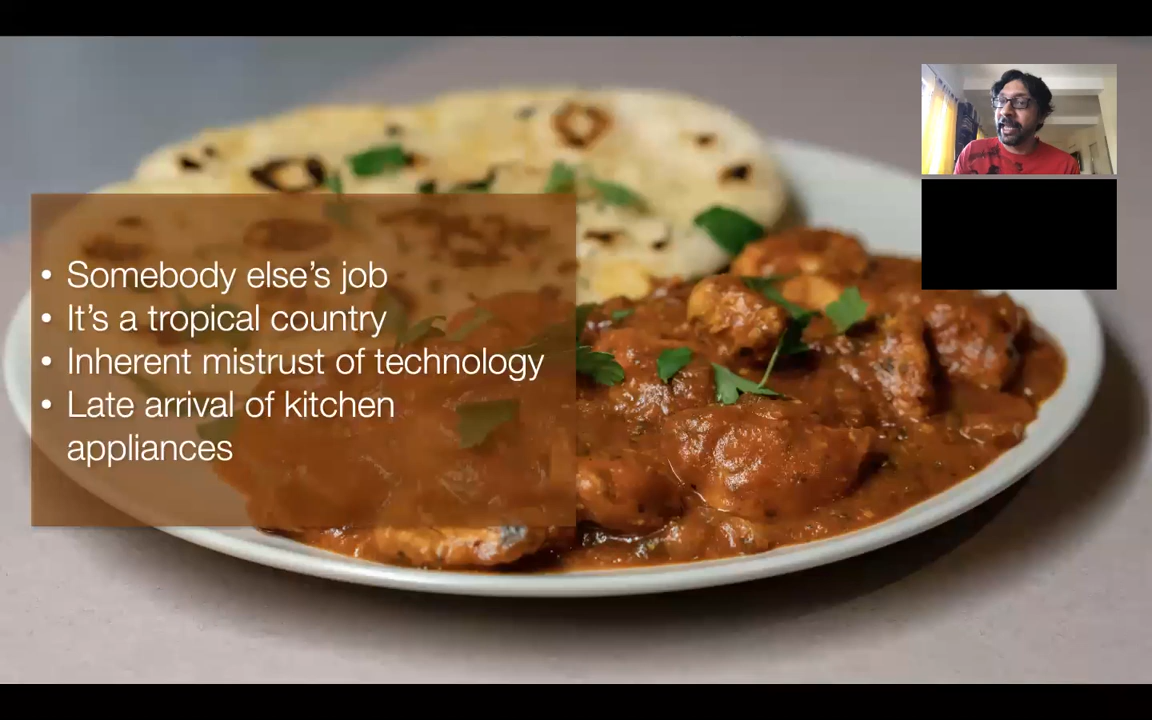 • Somebody else's job
• It's a tropical country
• Inherent mistrust of technology
• Late arrival of kitchen
appliances